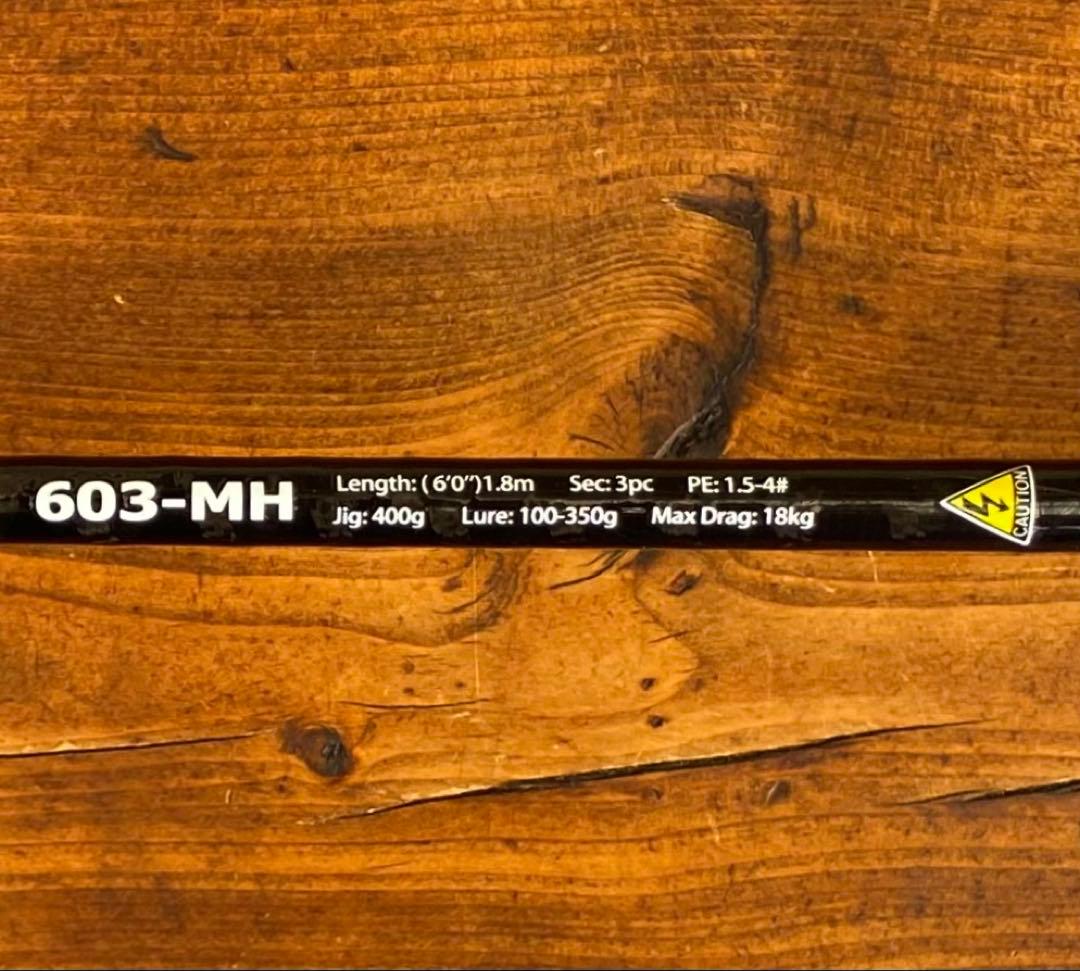 603-MH
Length: ( 6'0")1.8m Sec: 3pc PE: 1.5-4#
Jig: 400g Lure: 100-350g Max Drag: 18kg
CAUTION